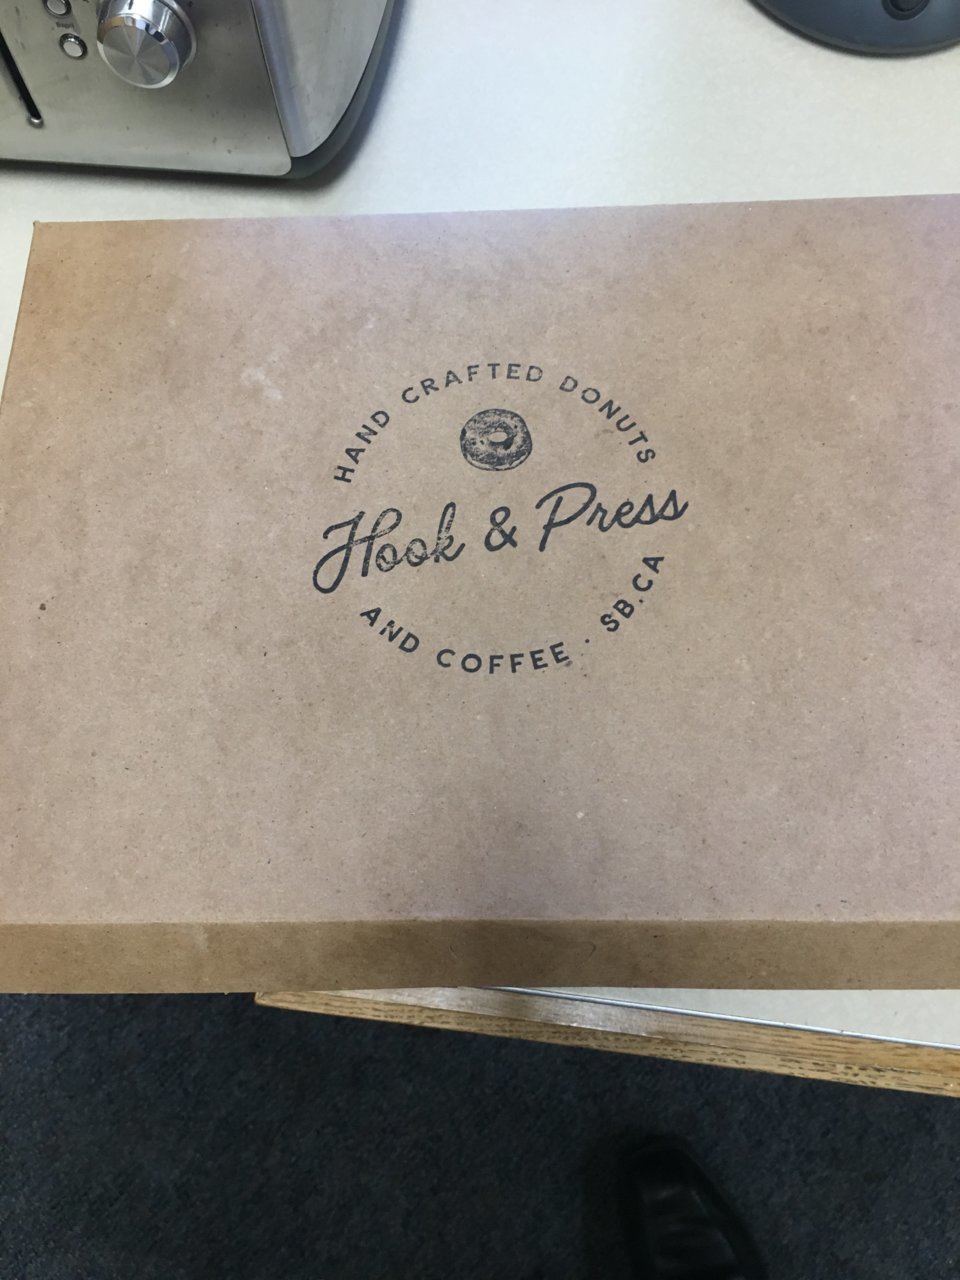 HAND CRAFTED DONUTS
Hook & Press
AND COFFEE · SB.CA